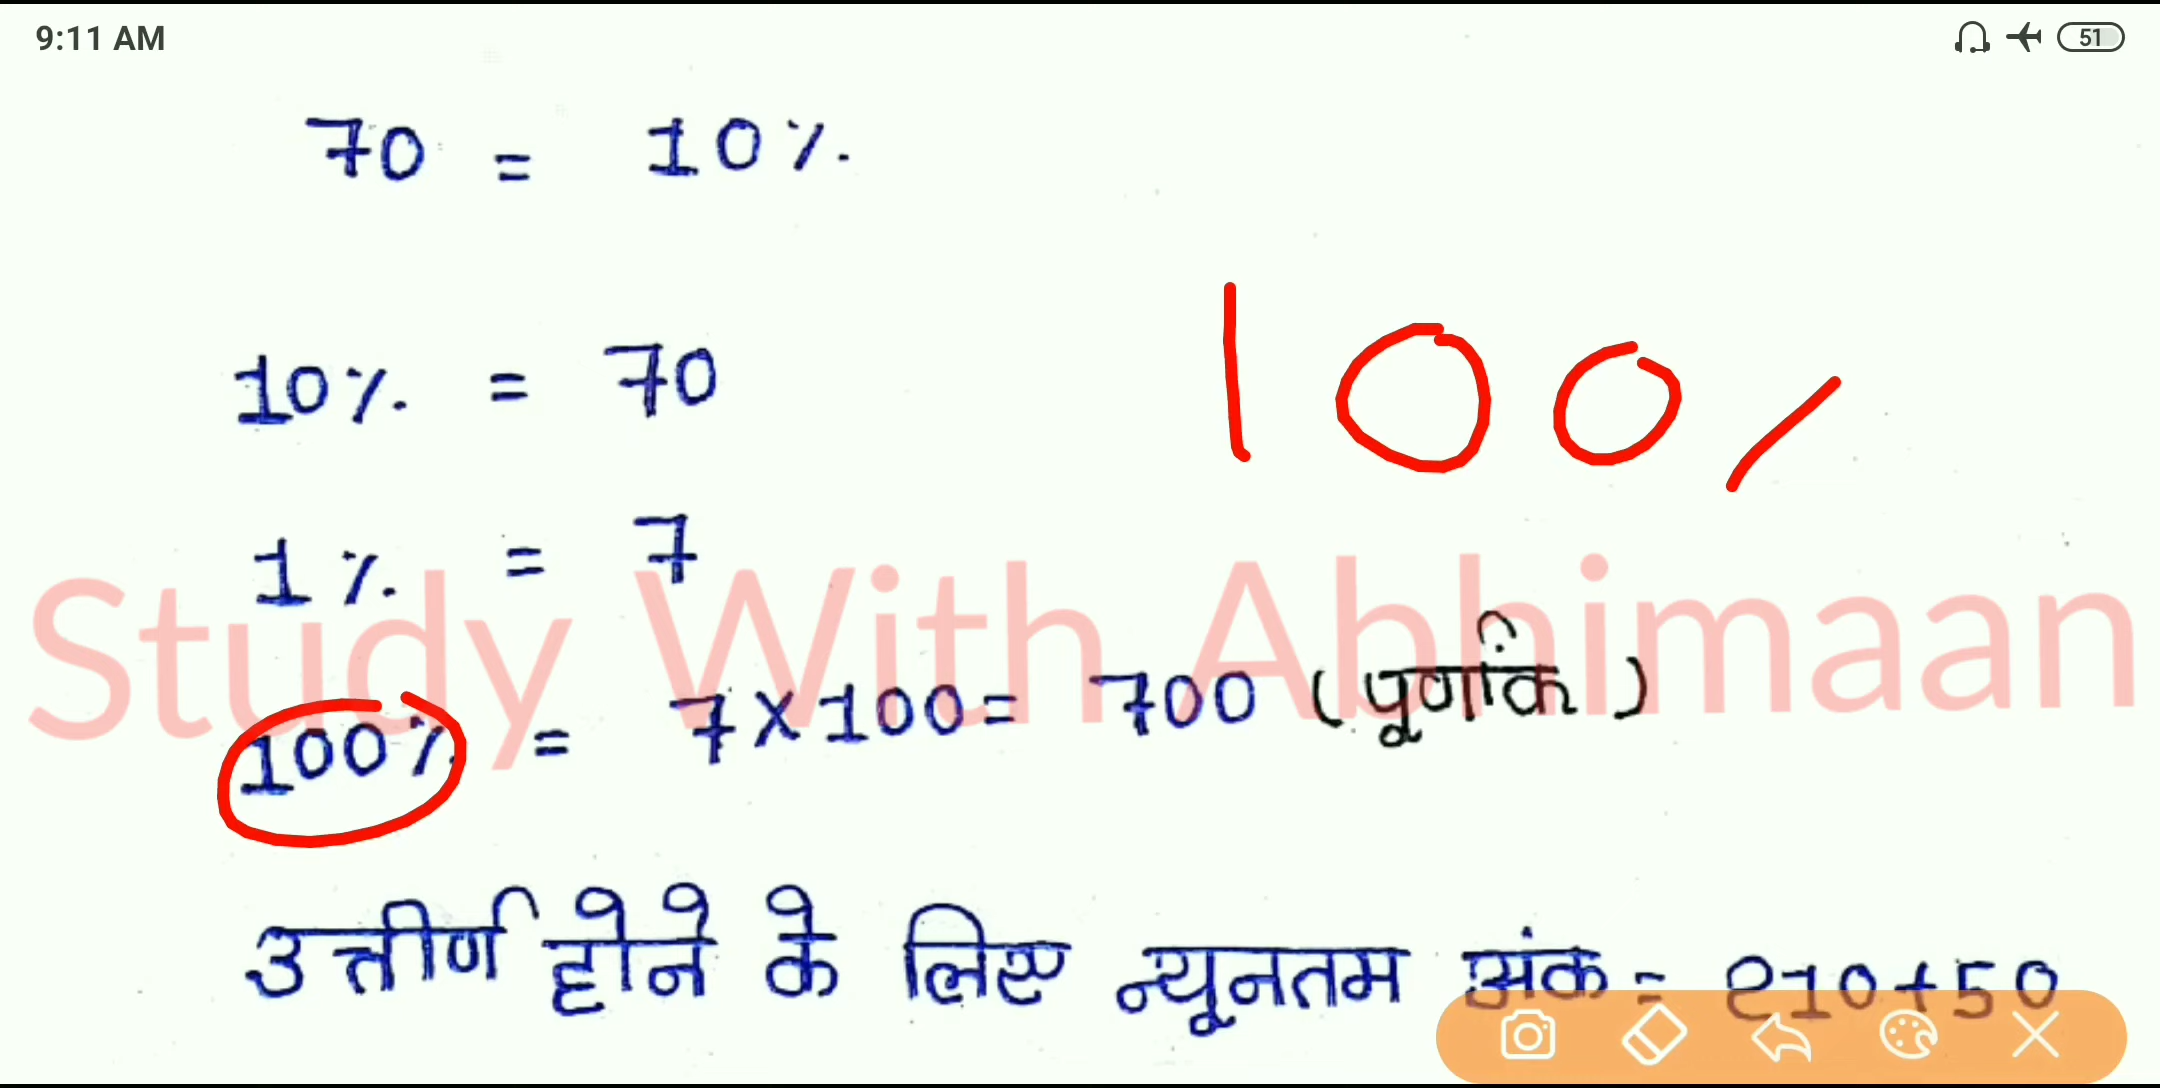 9:11 AM
51
70 = 10%
10% = 70
100%
1% = 7
Study With Abhimaan
100% = 7×100= 700 (पूर्णांक)
उत्तीर्ण होने के लिए न्यूनतम अंक = 210+50